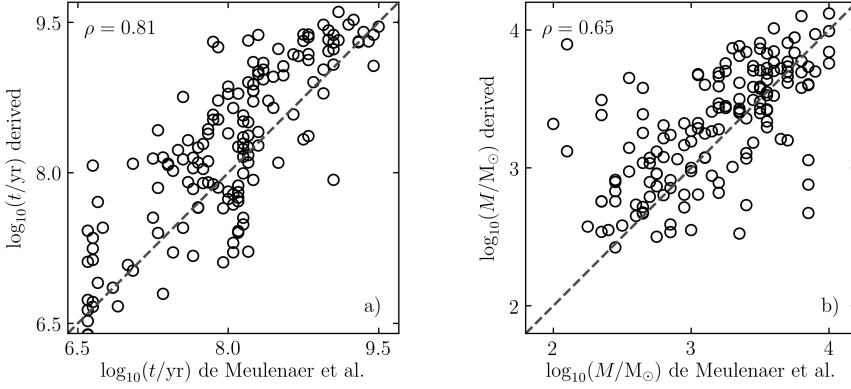 ρ = 0.81
9.5
8.0
6.5
log₁₀(t/yr) derived
a)
6.5 8.0 9.5
log₁₀(t/yr) de Meulenaer et al.
ρ = 0.65
4
3
2
log₁₀(M/M☉) derived
b)
2 3 4
log₁₀(M/M☉) de Meulenaer et al.